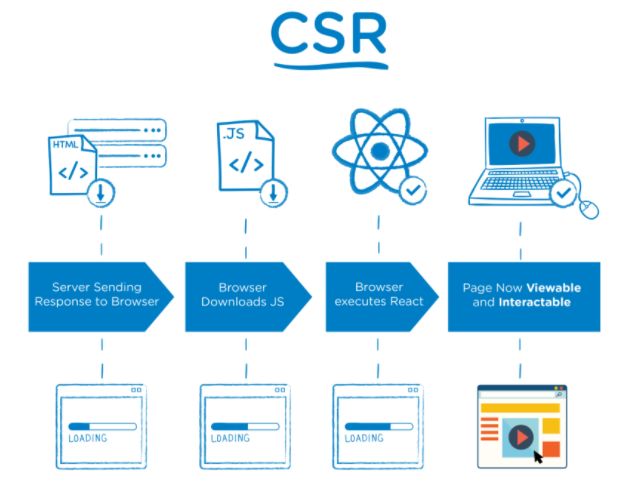 CSR
HTML
</>
.JS
</>
Server Sending
Response to Browser
Browser
Downloads JS
Browser
executes React
Page Now Viewable
and Interactable
LOADING
LOADING
LOADING